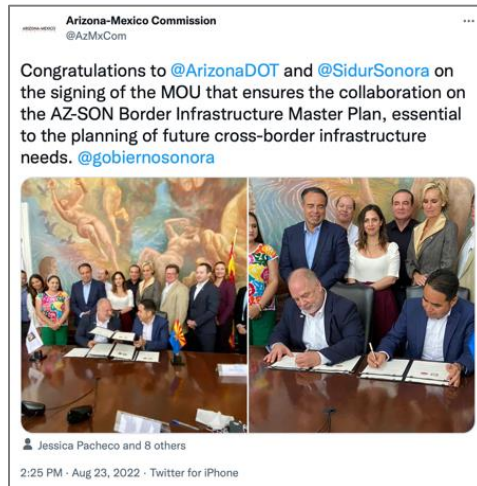 Arizona-Mexico Commission
@AzMxCom
Congratulations to @ArizonaDOT and @SidurSonora on
the signing of the MOU that ensures the collaboration on
the AZ-SON Border Infrastructure Master Plan, essential
to the planning of future cross-border infrastructure
needs. @gobiernosonora
Jessica Pacheco and 8 others
2:25 PM · Aug 23, 2022 · Twitter for iPhone